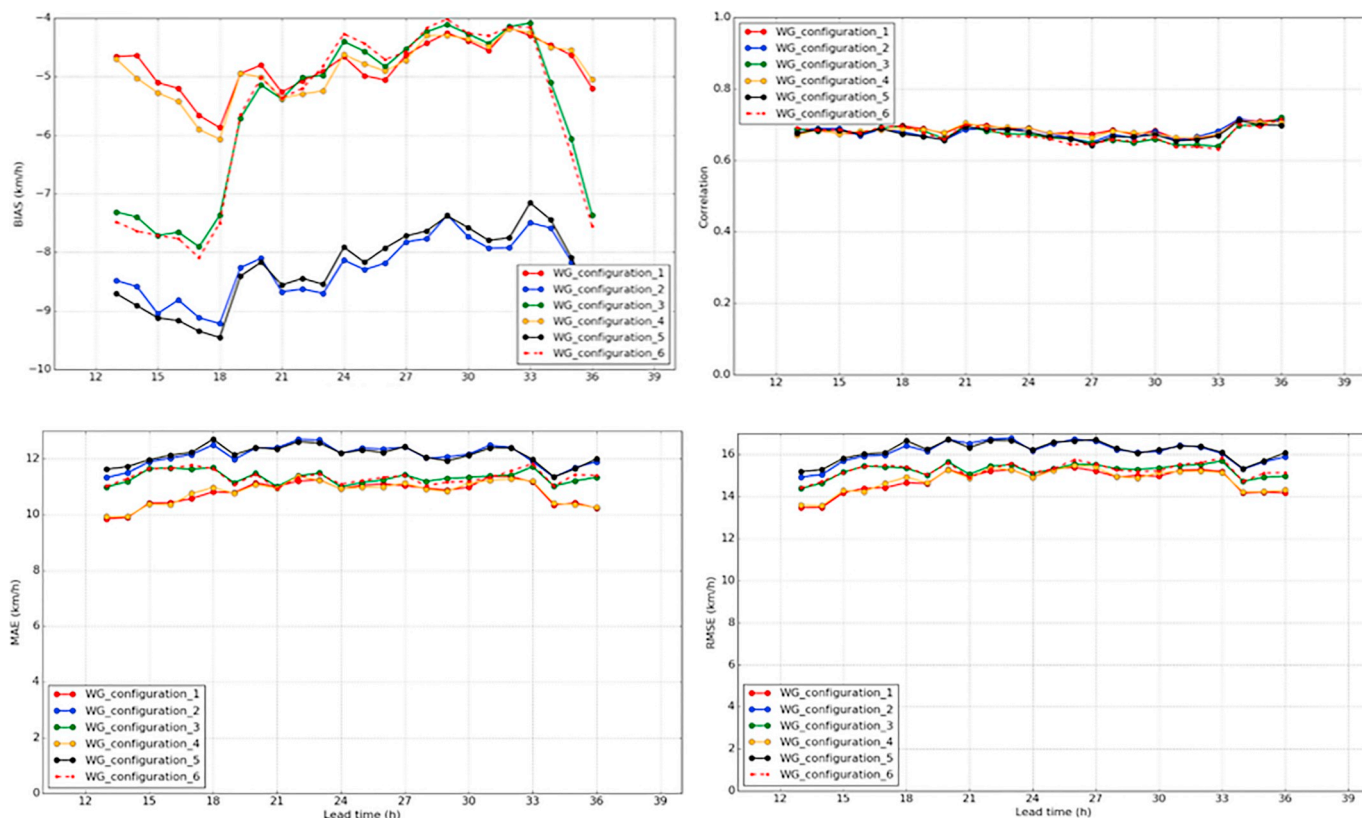 BIAS (km/h)
−4
−5
−6
−7
−8
−9
−10
WG_configuration_1
WG_configuration_2
WG_configuration_3
WG_configuration_4
WG_configuration_5
WG_configuration_6
12 15 18 21 24 27 30 33 36 39
Correlation
1.0
0.8
0.6
0.4
0.2
0.0
WG_configuration_1
WG_configuration_2
WG_configuration_3
WG_configuration_4
WG_configuration_5
WG_configuration_6
12 15 18 21 24 27 30 33 36 39
MAE (km/h)
12
10
8
6
4
2
0
WG_configuration_1
WG_configuration_2
WG_configuration_3
WG_configuration_4
WG_configuration_5
WG_configuration_6
12 15 18 21 24 27 30 33 36 39
Lead time (h)
RMSE (km/h)
16
14
12
10
8
6
4
2
0
WG_configuration_1
WG_configuration_2
WG_configuration_3
WG_configuration_4
WG_configuration_5
WG_configuration_6
12 15 18 21 24 27 30 33 36 39
Lead time (h)